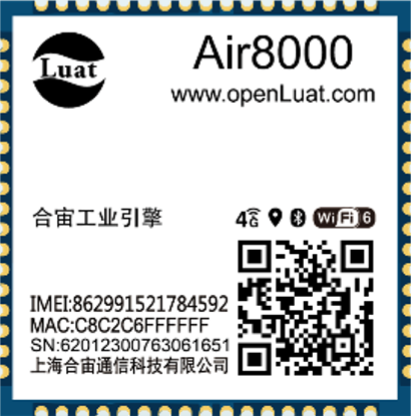 Luat
Air8000
www.openLuat.com
合宙工业引擎
4G WiFi 6
IMEI:862991521784592
MAC:C8C2C6FFFFFF
SN:62012300763061651
上海合宙通信科技有限公司